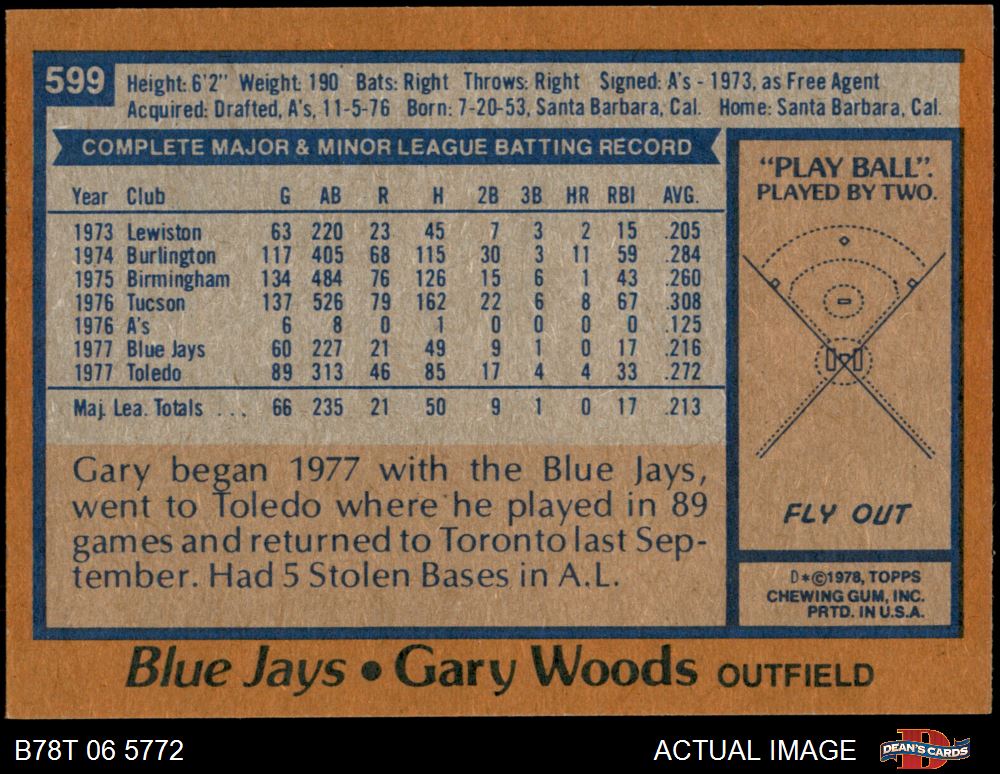 599
Height: 6'2" Weight: 190 Bats: Right Throws: Right Signed: A's - 1973, as Free Agent
Acquired: Drafted, A's, 11-5-76 Born: 7-20-53, Santa Barbara, Cal. Home: Santa Barbara, Cal.
COMPLETE MAJOR & MINOR LEAGUE BATTING RECORD
Year Club G AB R H 2B 3B HR RBI AVG.
1973 Lewiston 63 220 23 45 7 3 2 15 .205
1974 Burlington 117 405 68 115 30 3 11 59 .284
1975 Birmingham 134 484 76 126 15 6 1 43 .260
1976 Tucson 137 526 79 162 22 6 8 67 .308
1976 A's 6 8 0 1 0 0 0 0 .125
1977 Blue Jays 60 227 21 49 9 1 0 17 .216
1977 Toledo 89 313 46 85 17 4 4 33 .272
Maj. Lea. Totals ... 66 235 21 50 9 1 0 17 .213
Gary began 1977 with the Blue Jays,
went to Toledo where he played in 89
games and returned to Toronto last Sep-
tember. Had 5 Stolen Bases in A.L.
"PLAY BALL".
PLAYED BY TWO.
FLY OUT
D*©1978, TOPPS
CHEWING GUM, INC.
PRTD. IN U.S.A.
Blue Jays • Gary Woods OUTFIELD
B78T 06 5772
ACTUAL IMAGE
DEAN'S CARDS